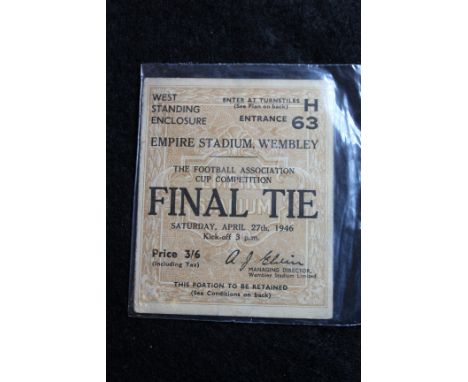 WEST
STANDING
ENCLOSURE
ENTER AT TURNSTILES H
(See Plan on back)
ENTRANCE 63
EMPIRE STADIUM, WEMBLEY
THE FOOTBALL ASSOCIATION
CUP COMPETITION
FINAL TIE
SATURDAY, APRIL 27th, 1946
Kick-off 3 p.m.
Price 3/6
(Including Tax)
A J Elvin
MANAGING DIRECTOR,
Wembley Stadium Limited
THIS PORTION TO BE RETAINED
(See Conditions on back)